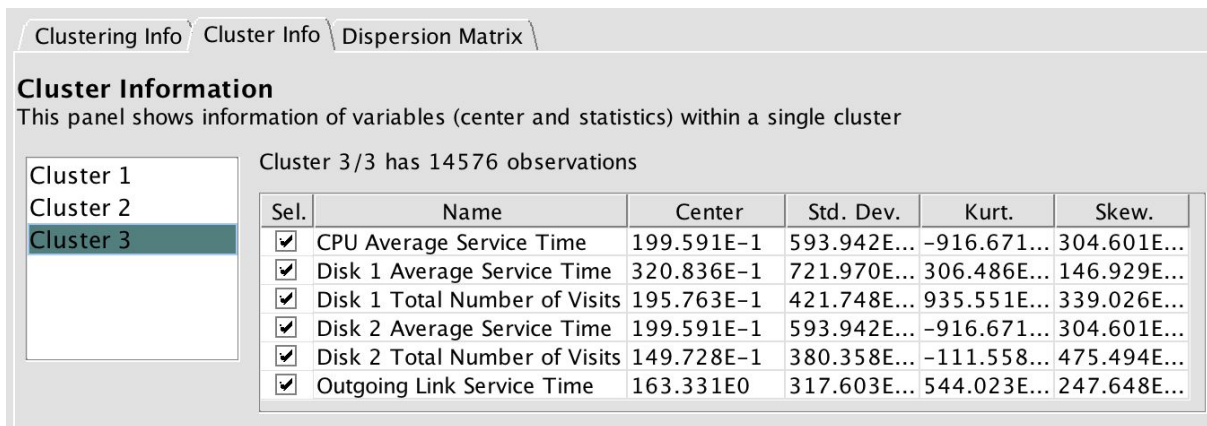 Clustering Info Cluster Info Dispersion Matrix
Cluster Information
This panel shows information of variables (center and statistics) within a single cluster
Cluster 1
Cluster 2
Cluster 3
Cluster 3/3 has 14576 observations
Sel. Name Center Std. Dev. Kurt. Skew.
CPU Average Service Time 199.591E-1 593.942E... -916.671... 304.601E...
Disk 1 Average Service Time 320.836E-1 721.970E... 306.486E... 146.929E...
Disk 1 Total Number of Visits 195.763E-1 421.748E... 935.551E... 339.026E...
Disk 2 Average Service Time 199.591E-1 593.942E... -916.671... 304.601E...
Disk 2 Total Number of Visits 149.728E-1 380.358E... -111.558... 475.494E...
Outgoing Link Service Time 163.331E0 317.603E... 544.023E... 247.648E...